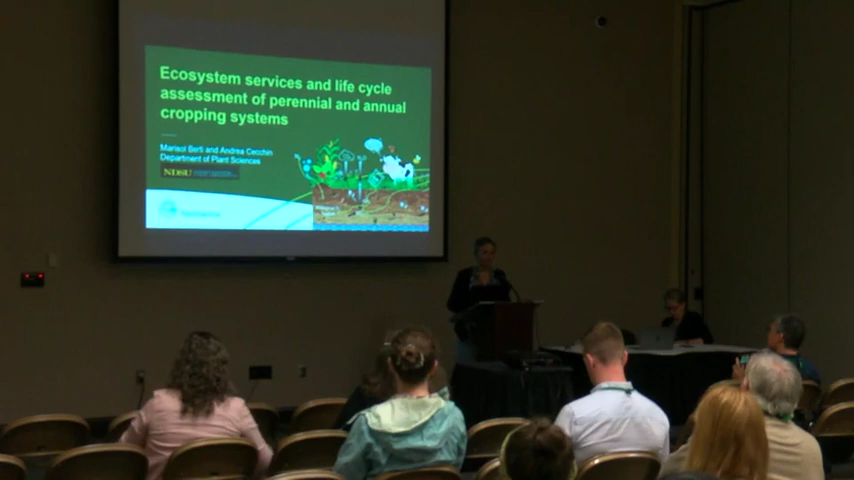 Ecosystem services and life cycle
assessment of perennial and annual
cropping systems
Marisol Berti and Andrea Cecchin
Department of Plant Sciences
NDSU